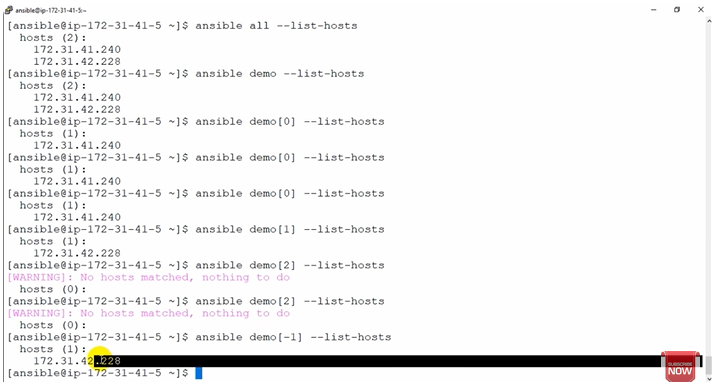 ansible@ip-172-31-41-5:~
[ansible@ip-172-31-41-5 ~]$ ansible all --list-hosts
  hosts (2):
    172.31.41.240
    172.31.42.228
[ansible@ip-172-31-41-5 ~]$ ansible demo --list-hosts
  hosts (2):
    172.31.41.240
    172.31.42.228
[ansible@ip-172-31-41-5 ~]$ ansible demo[0] --list-hosts
  hosts (1):
    172.31.41.240
[ansible@ip-172-31-41-5 ~]$ ansible demo[0] --list-hosts
  hosts (1):
    172.31.41.240
[ansible@ip-172-31-41-5 ~]$ ansible demo[0] --list-hosts
  hosts (1):
    172.31.41.240
[ansible@ip-172-31-41-5 ~]$ ansible demo[1] --list-hosts
  hosts (1):
    172.31.42.228
[ansible@ip-172-31-41-5 ~]$ ansible demo[2] --list-hosts
[WARNING]: No hosts matched, nothing to do
  hosts (0):
[ansible@ip-172-31-41-5 ~]$ ansible demo[2] --list-hosts
[WARNING]: No hosts matched, nothing to do
  hosts (0):
[ansible@ip-172-31-41-5 ~]$ ansible demo[-1] --list-hosts
  hosts (1):
    172.31.42.228
[ansible@ip-172-31-41-5 ~]$
SUBSCRIBE
NOW